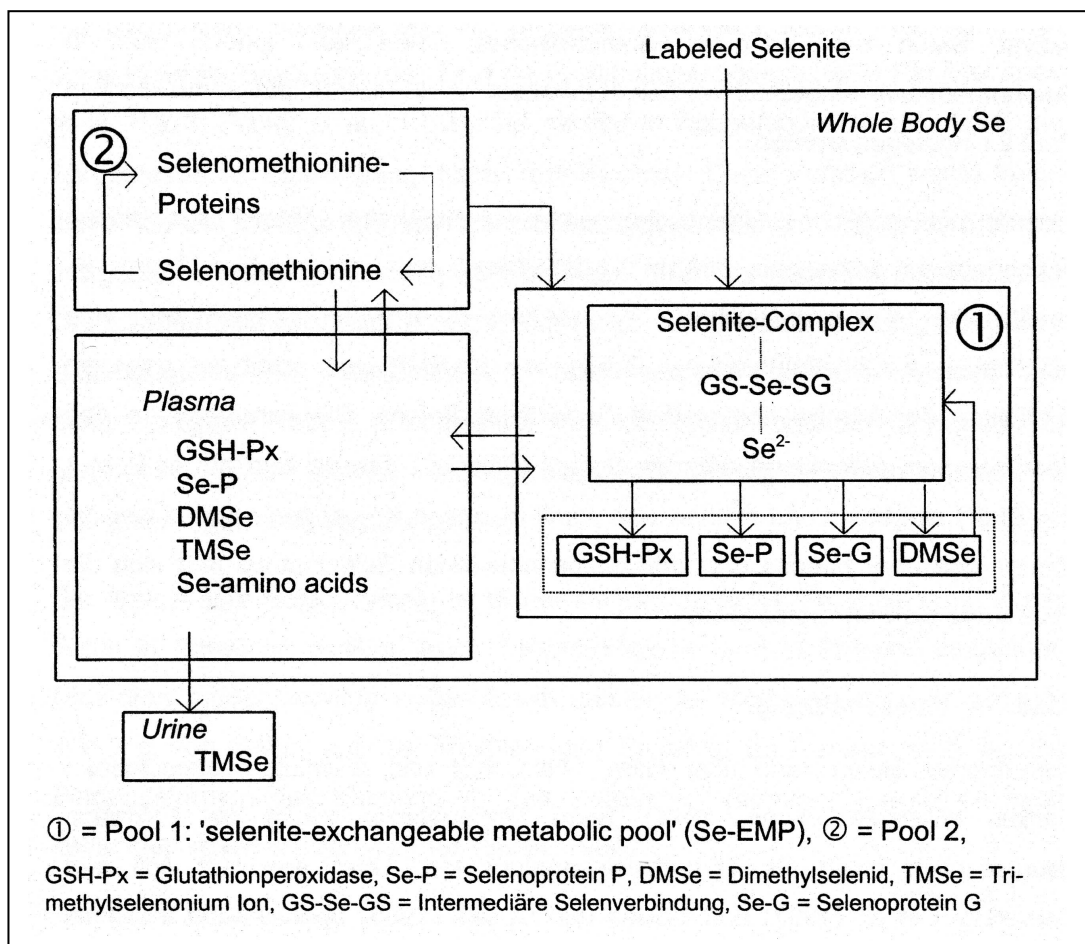 Labeled Selenite
Whole Body Se
②
Selenomethionine-
Proteins
Selenomethionine
①
Selenite-Complex
GS-Se-SG
Se²⁻
GSH-Px
Se-P
Se-G
DMSe
Plasma
GSH-Px
Se-P
DMSe
TMSe
Se-amino acids
Urine
TMSe
① = Pool 1: 'selenite-exchangeable metabolic pool' (Se-EMP), ② = Pool 2,
GSH-Px = Glutathionperoxidase, Se-P = Selenoprotein P, DMSe = Dimethylselenid, TMSe = Tri-
methylselenonium Ion, GS-Se-GS = Intermediäre Selenverbindung, Se-G = Selenoprotein G